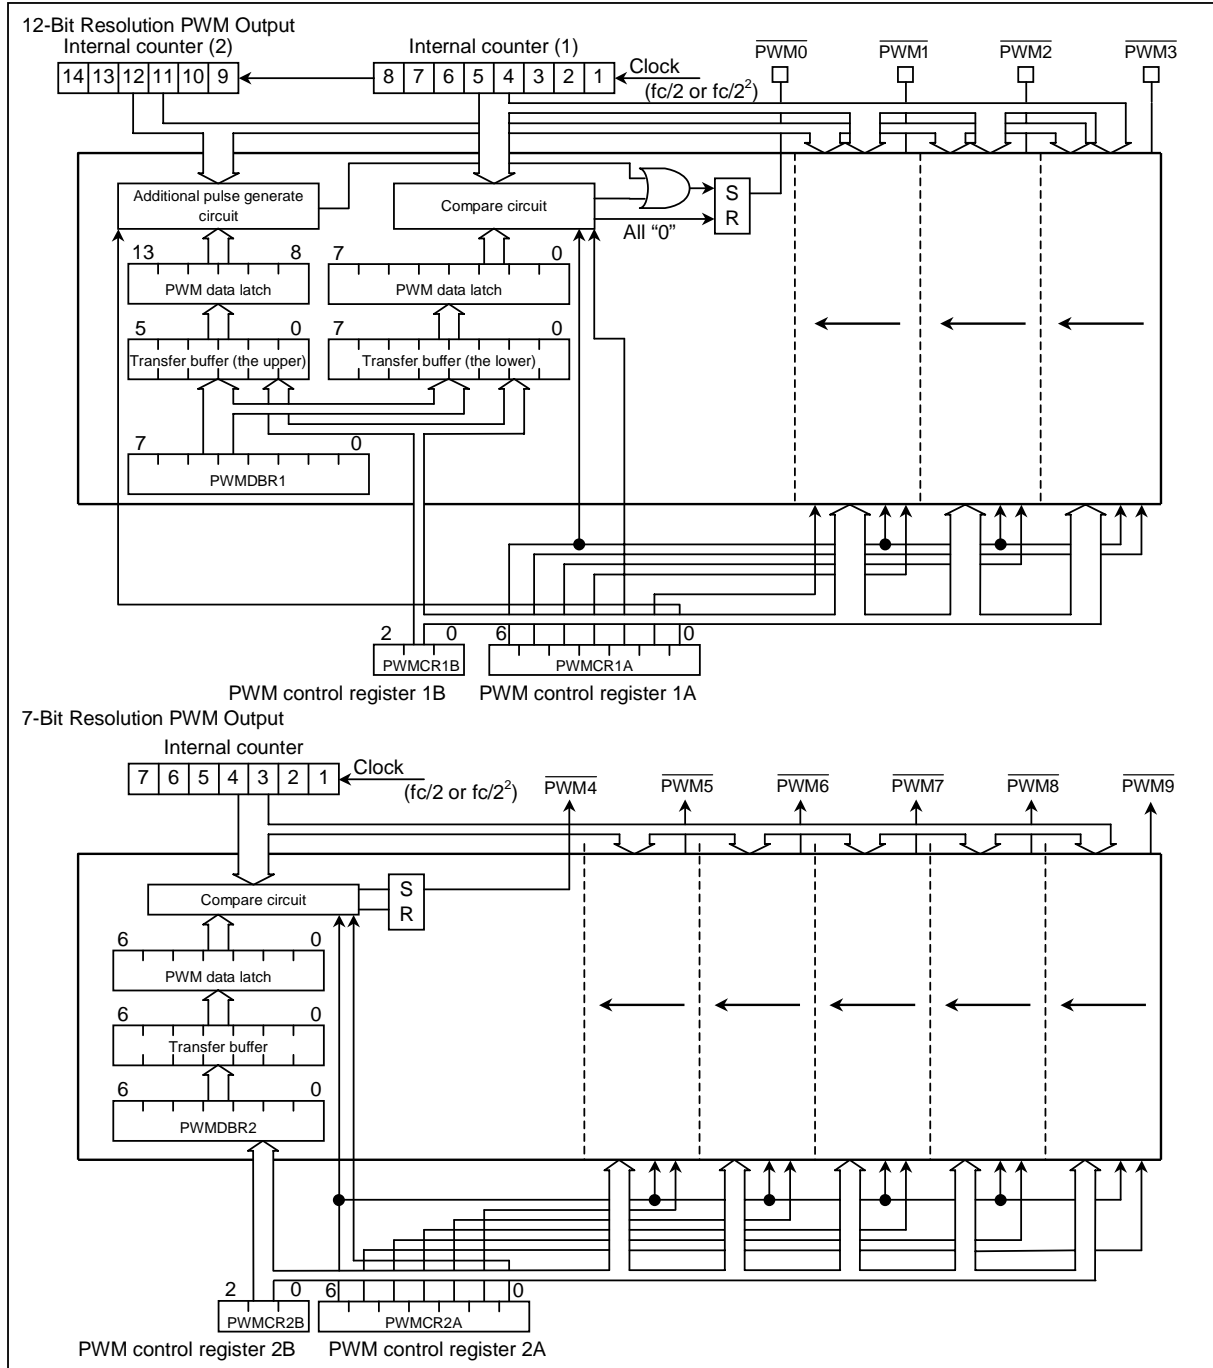 12-Bit Resolution PWM Output
Internal counter (2)
Internal counter (1)
PWM0
PWM1
PWM2
PWM3
14 13 12 11 10 9
8 7 6 5 4 3 2 1
Clock
(fc/2 or fc/2²)
Additional pulse generate
circuit
Compare circuit
All “0”
S
R
13 8
PWM data latch
7 0
PWM data latch
5 0
Transfer buffer (the upper)
7 0
Transfer buffer (the lower)
7 0
PWMDBR1
2 0
PWMCR1B
6 0
PWMCR1A
PWM control register 1B
PWM control register 1A
7-Bit Resolution PWM Output
Internal counter
7 6 5 4 3 2 1
Clock
(fc/2 or fc/2²)
PWM4
PWM5
PWM6
PWM7
PWM8
PWM9
Compare circuit
S
R
6 0
PWM data latch
6 0
Transfer buffer
6 0
PWMDBR2
2 0
PWMCR2B
6 0
PWMCR2A
PWM control register 2B
PWM control register 2A